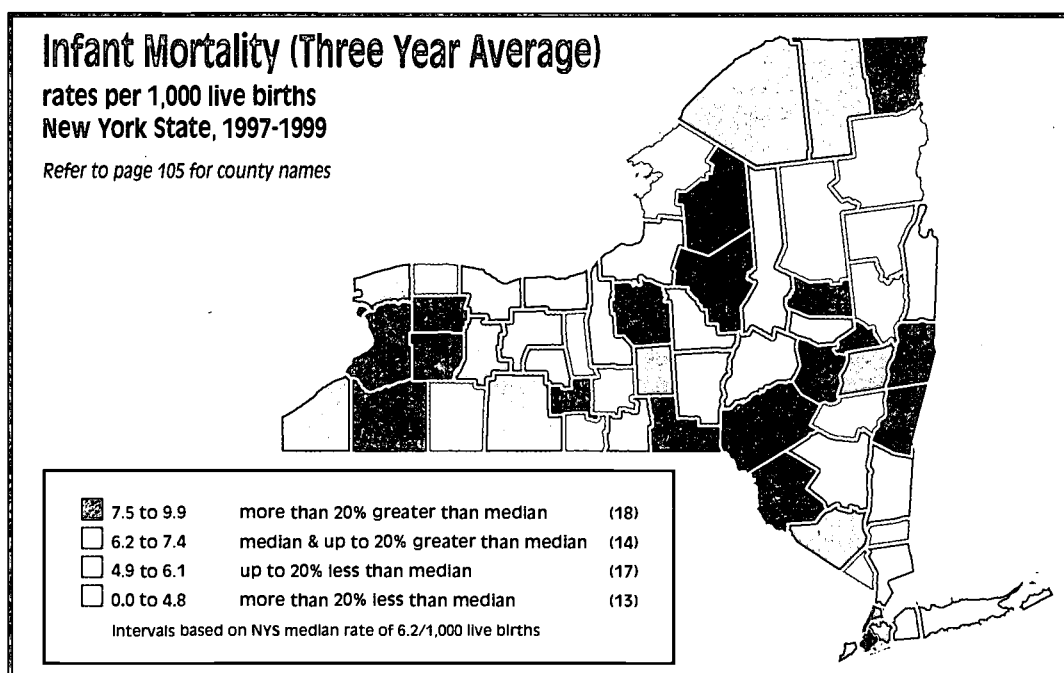 Infant Mortality (Three Year Average)
rates per 1,000 live births
New York State, 1997-1999
Refer to page 105 for county names
7.5 to 9.9 more than 20% greater than median (18)
6.2 to 7.4 median & up to 20% greater than median (14)
4.9 to 6.1 up to 20% less than median (17)
0.0 to 4.8 more than 20% less than median (13)
Intervals based on NYS median rate of 6.2/1,000 live births